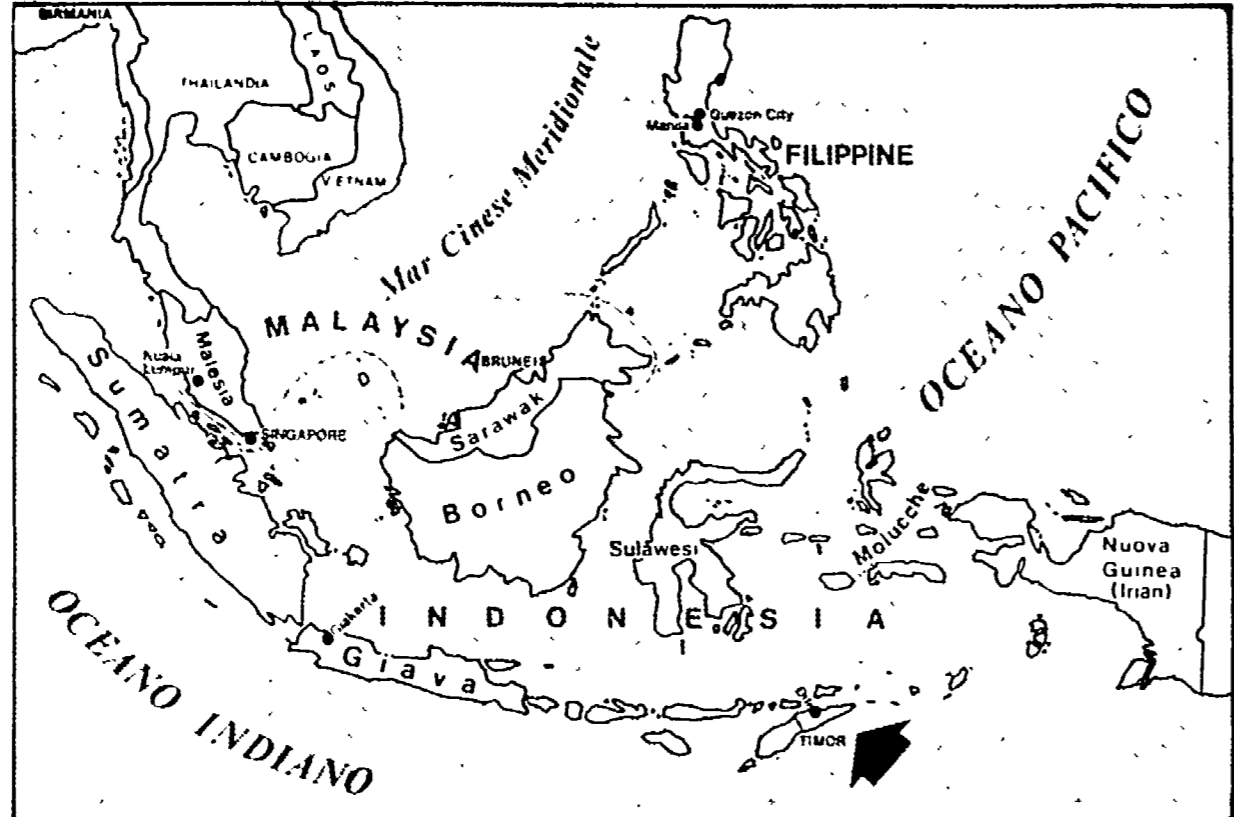 BIRMANIA
LAOS
THAILANDIA
CAMBOGIA
VIETNAM
Mar Cinese Meridionale
Quezon City
Manila
FILIPPINE
OCEANO PACIFICO
MALAYSIA
BRUNEI
Kuala Lumpur
Malesia
SINGAPORE
Sumatra
Sarawak
Borneo
Sulawesi
Molucche
Nuova
Guinea
(Irian)
INDONESIA
Giakarta
Giava
TIMOR
OCEANO INDIANO